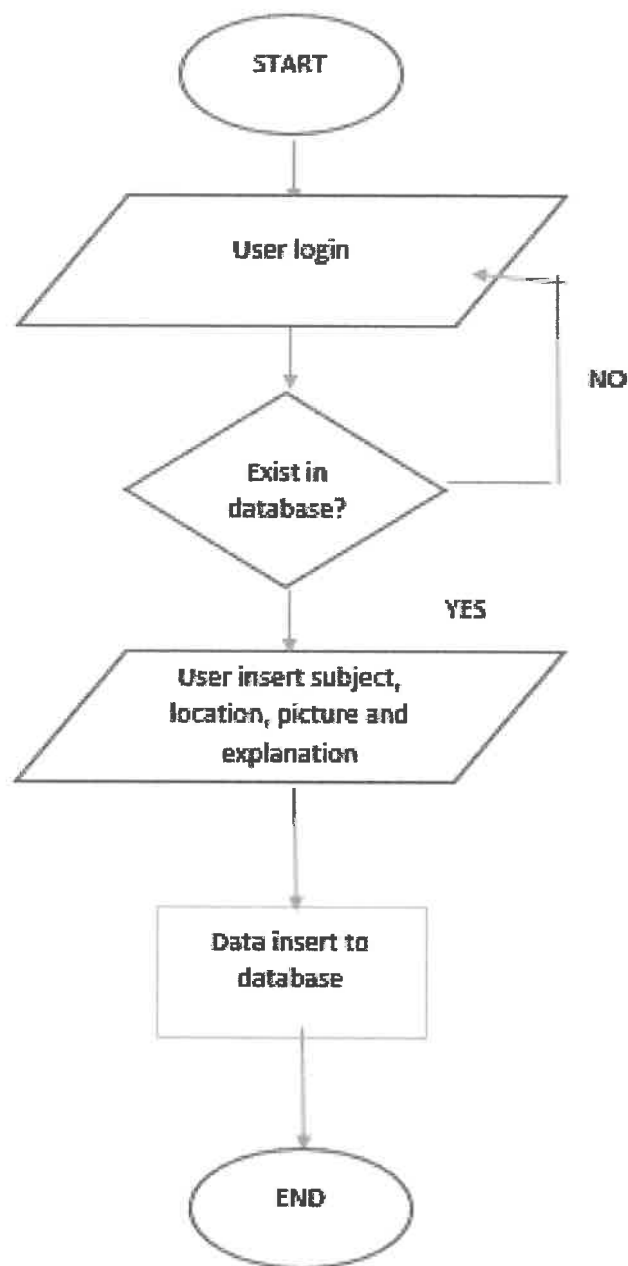 START
User login
NO
Exist in
database?
YES
User insert subject,
location, picture and
explanation
Data insert to
database
END